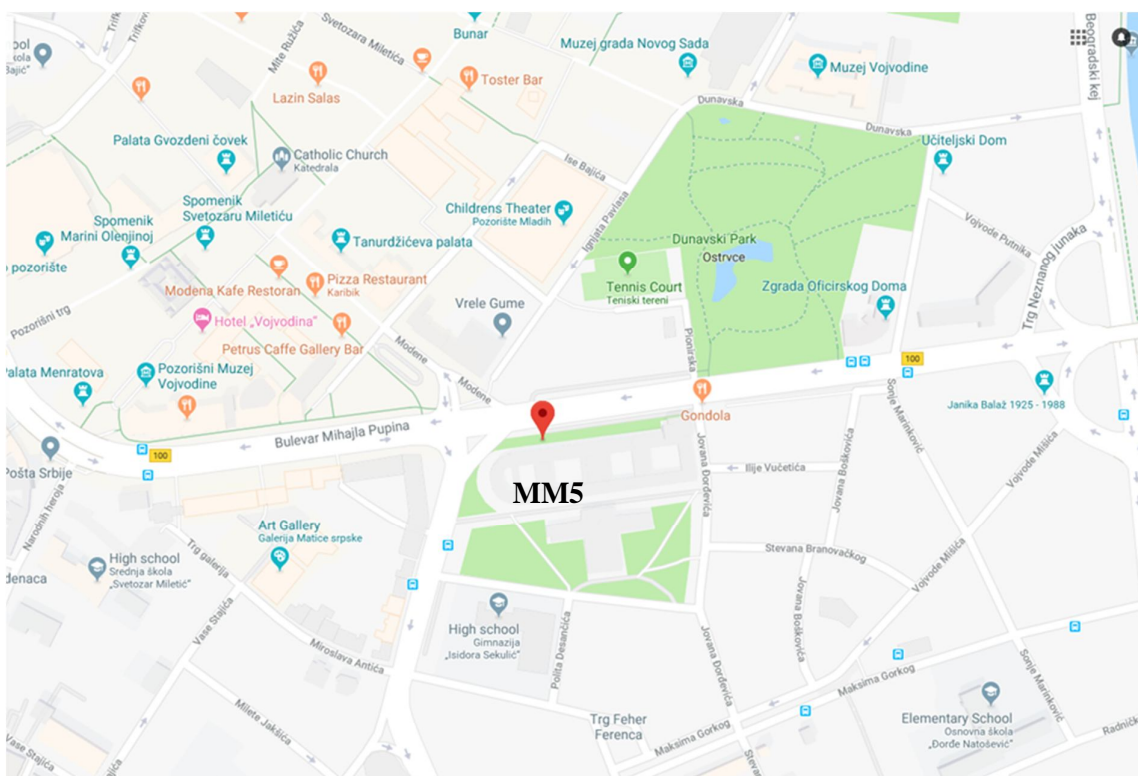 Trifkovi
Trifkovi
Mite Ružića
Svetozara Miletića
Bunar
Toster Bar
Lazin Salas
Muzej grada Novog Sada
Muzej Vojvodine
Beogradski kej
ool
kola
Bajić"
Palata Gvozdeni čovek
Catholic Church
Katedrala
Ise Bajića
Dunavska
Dunavska
Učiteljski Dom
Spomenik
Svetozaru Miletiću
Spomenik
Marini Olenjinoj
o pozorište
Childrens Theater
Pozorište Mladih
Ignjata Pavlasa
Tanurdžićeva palata
Dunavski Park
Ostrvce
Vojvode Putnika
Trg Neznanog junaka
Modena Kafe Restoran
Pizza Restaurant
Karibik
Tennis Court
Teniski tereni
Zgrada Oficirskog Doma
Vrele Gume
Pozorišni trg
Hotel „Vojvodina"
Petrus Caffe Gallery Bar
Modene
Modene
Pionirska
100
Palata Menratova
Pozorišni Muzej
Vojvodine
Gondola
Sonje Marinković
Janika Balaž 1925 - 1988
Bulevar Mihajla Pupina
100
Pošta Srbije
Narodnih heroja
MM5
Jovana Đorđevića
Ilije Vučetića
Jovana Boškovića
Vojvode Mišića
Art Gallery
Galerija Matice srpske
Trg galerija
High school
Srednja škola
„Svetozar Miletić"
denaca
Stevana Branovačkog
Vojvode Mišića
Vase Stajića
Miroslava Antića
High school
Gimnazija
„Isidora Sekulić"
Polita Desančića
Jovana Đorđevića
Jovana Boškovića
Sonje Marinković
Maksima Gorkog
Milete Jakšića
Trg Feher
Ferenca
Maksima Gorkog
Elementary School
Osnovna škola
„Đorđe Natošević"
Radničk
Vase Stajića